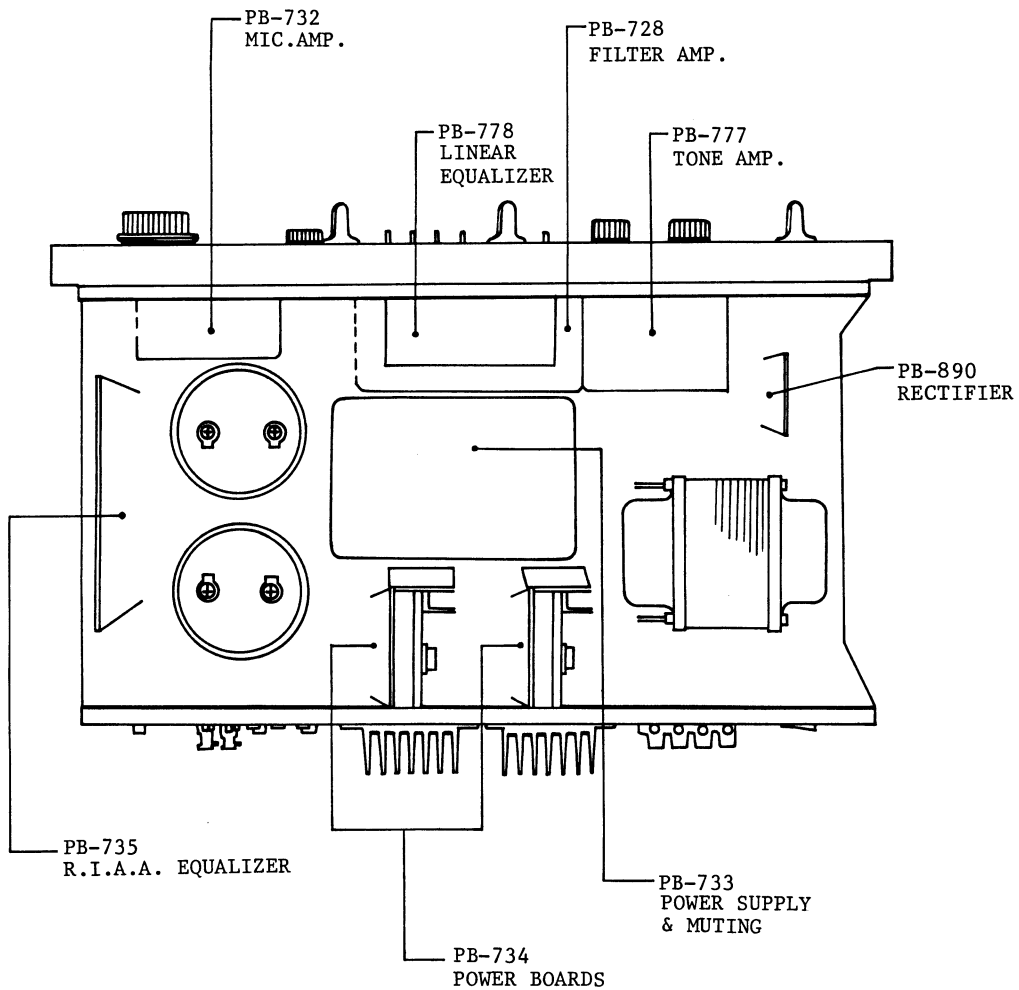 PB-732
MIC.AMP.
PB-728
FILTER AMP.
PB-778
LINEAR
EQUALIZER
PB-777
TONE AMP.
PB-890
RECTIFIER
PB-735
R.I.A.A. EQUALIZER
PB-733
POWER SUPPLY
& MUTING
PB-734
POWER BOARDS